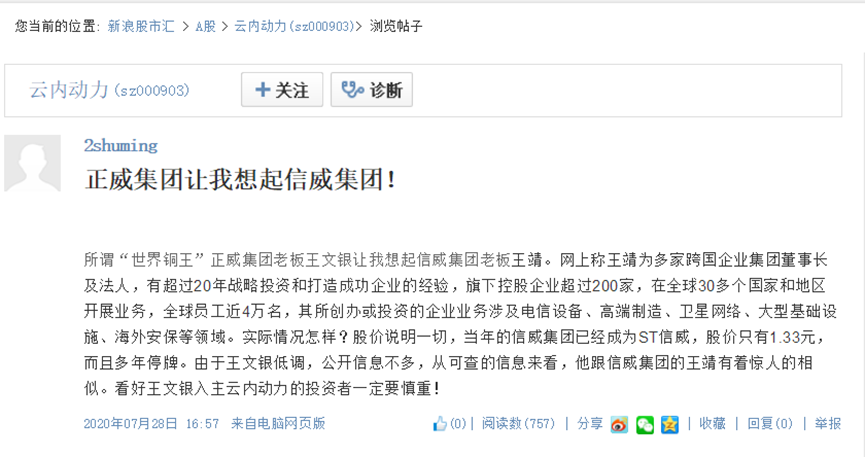 您当前的位置: 新浪股市汇 > A股 > 云内动力(sz000903)> 浏览帖子
云内动力(sz000903) + 关注 诊断
2shuming
正威集团让我想起信威集团！
所谓“世界铜王”正威集团老板王文银让我想起信威集团老板王靖。网上称王靖为多家跨国企业集团董事长
及法人，有超过20年战略投资和打造成功企业的经验，旗下控股企业超过200家，在全球30多个国家和地区
开展业务，全球员工近4万名，其所创办或投资的企业业务涉及电信设备、高端制造、卫星网络、大型基础设
施、海外安保等领域。实际情况怎样？股价说明一切，当年的信威集团已经成为ST信威，股价只有1.33元，
而且多年停牌。由于王文银低调，公开信息不多，从可查的信息来看，他跟信威集团的王靖有着惊人的相
似。看好王文银入主云内动力的投资者一定要慎重！
2020年07月28日 16:57 来自电脑网页版 (0)| 阅读数(757) | 分享 | 收藏 | 回复(0) | 举报